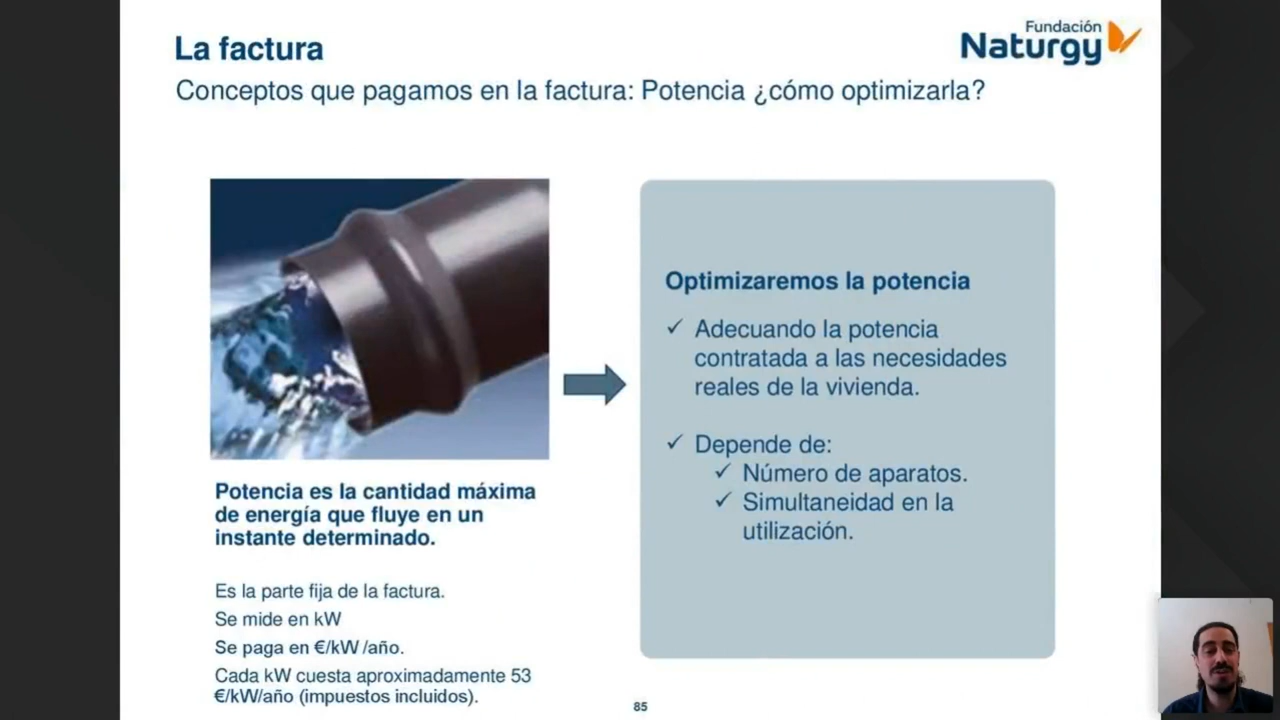 La factura
Fundación
Naturgy
Conceptos que pagamos en la factura: Potencia ¿cómo optimizarla?
Potencia es la cantidad máxima
de energía que fluye en un
instante determinado.
Es la parte fija de la factura.
Se mide en kW
Se paga en €/kW/año.
Cada kW cuesta aproximadamente 53
€/kW/año (impuestos incluidos).
Optimizaremos la potencia
✓ Adecuando la potencia
contratada a las necesidades
reales de la vivienda.
✓ Depende de:
✓ Número de aparatos.
✓ Simultaneidad en la
utilización.
85